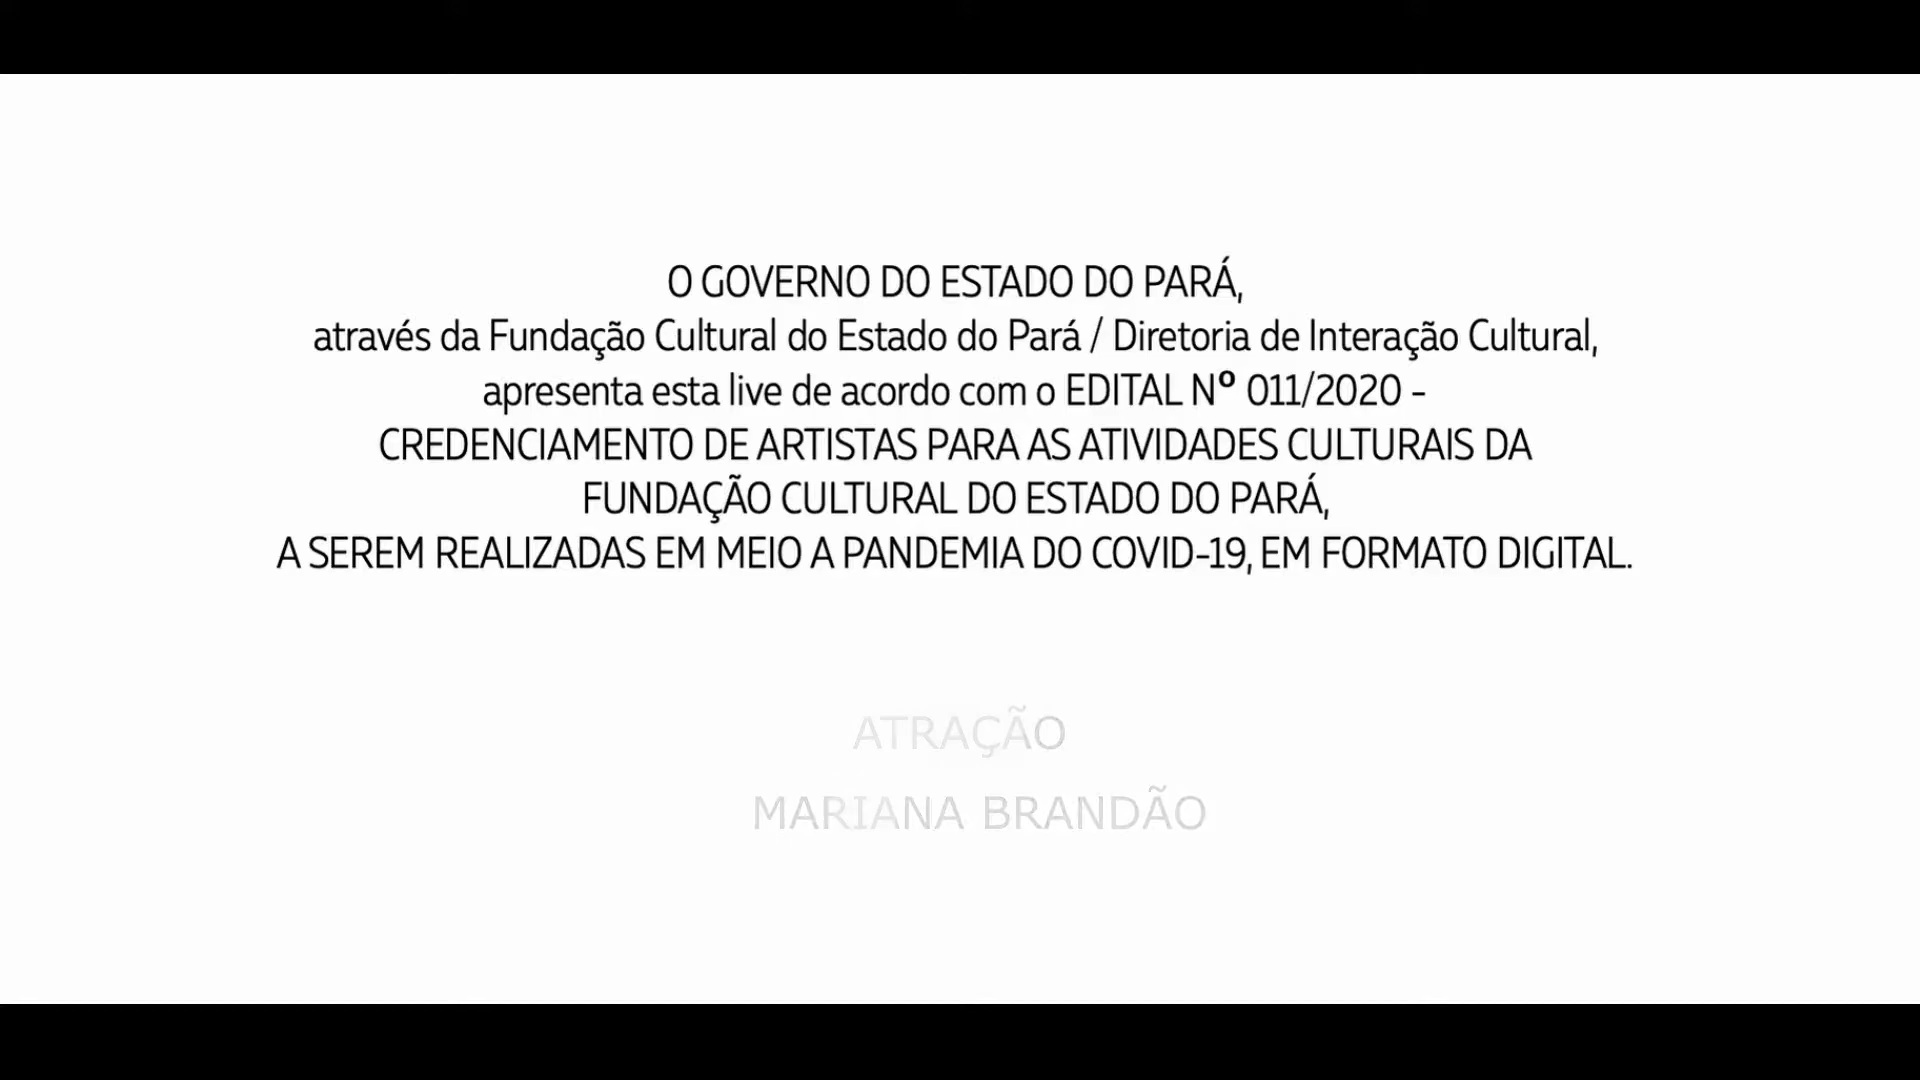 O GOVERNO DO ESTADO DO PARÁ,
através da Fundação Cultural do Estado do Pará / Diretoria de Interação Cultural,
apresenta esta live de acordo com o EDITAL Nº 011/2020 -
CREDENCIAMENTO DE ARTISTAS PARA AS ATIVIDADES CULTURAIS DA
FUNDAÇÃO CULTURAL DO ESTADO DO PARÁ,
A SEREM REALIZADAS EM MEIO A PANDEMIA DO COVID-19, EM FORMATO DIGITAL.
ATRAÇÃO
MARIANA BRANDÃO